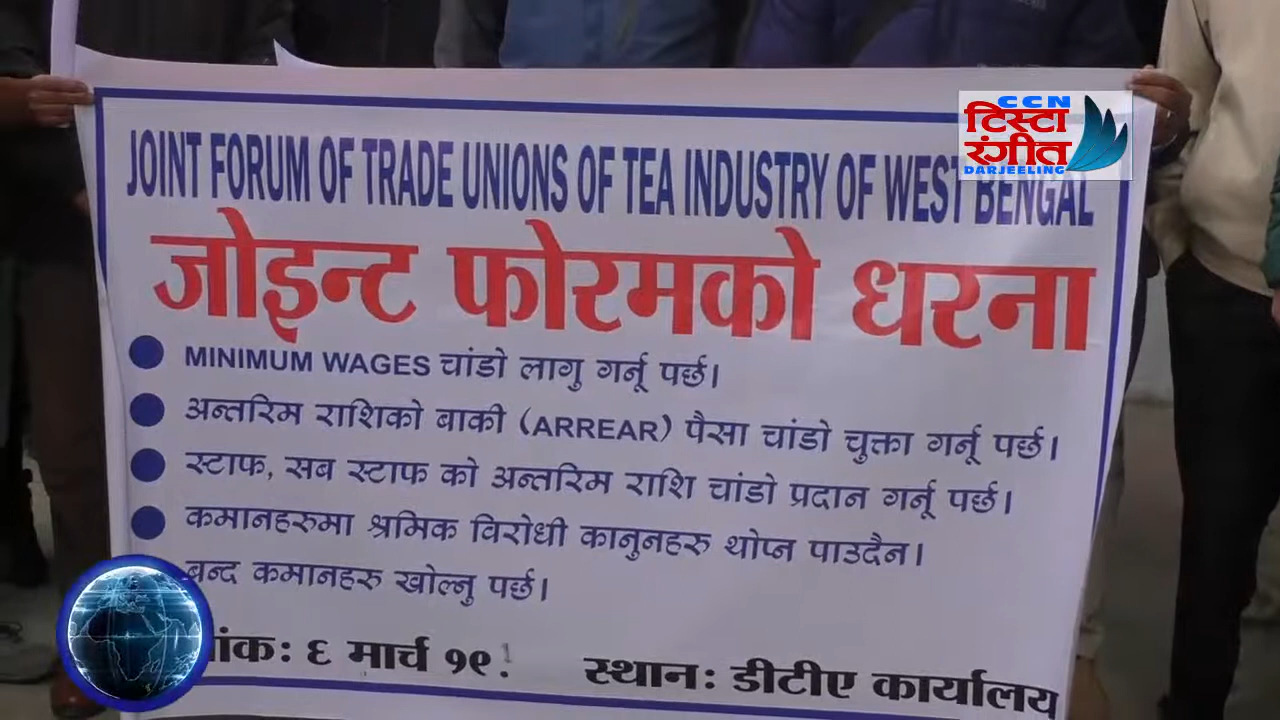 CCN
टिस्टा
रंगीत
DARJEELING
JOINT FORUM OF TRADE UNIONS OF TEA INDUSTRY OF WEST BENGAL
जोइन्ट फोरमको धरना
MINIMUM WAGES चांडो लागु गर्नू पर्छ।
अन्तरिम राशिको बाकी (ARREAR) पैसा चांडो चुक्ता गर्नू पर्छ।
स्टाफ, सब स्टाफ को अन्तरिम राशि चांडो प्रदान गर्नू पर्छ।
कमानहरुमा श्रमिक विरोधी कानुनहरु थोप्न पाउदैन।
बन्द कमानहरु खोल्नु पर्छ।
६ मार्च १९ स्थान: डीटीए कार्यालय